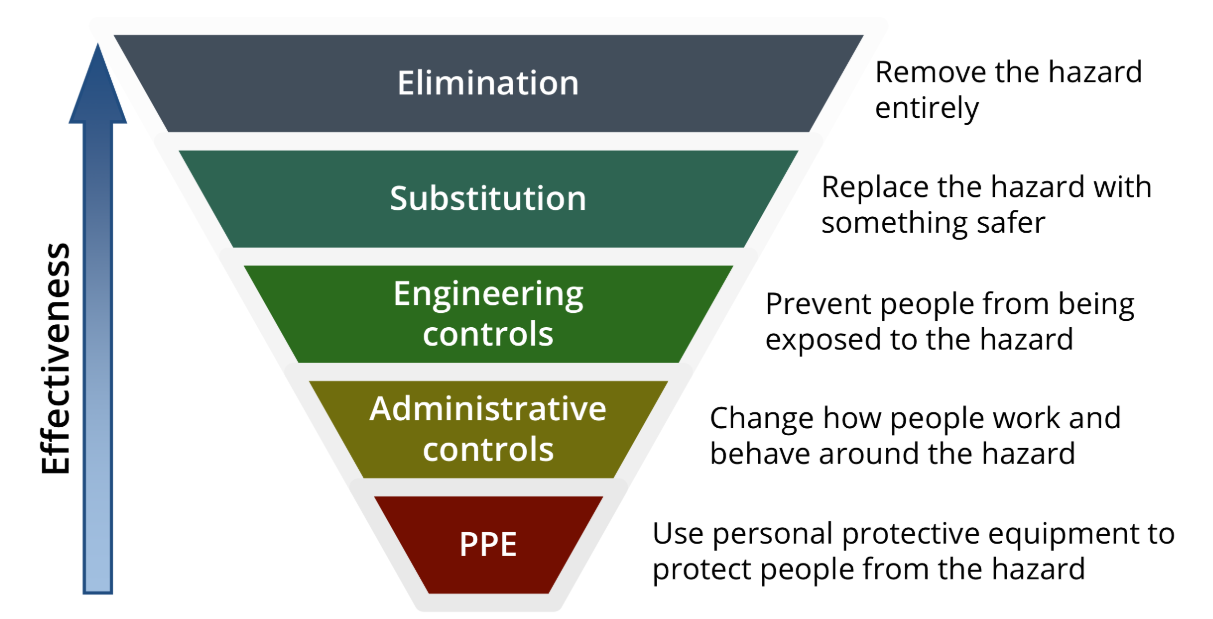 Effectiveness
Elimination
Remove the hazard
entirely
Substitution
Replace the hazard with
something safer
Engineering
controls
Prevent people from being
exposed to the hazard
Administrative
controls
Change how people work and
behave around the hazard
PPE
Use personal protective equipment to
protect people from the hazard